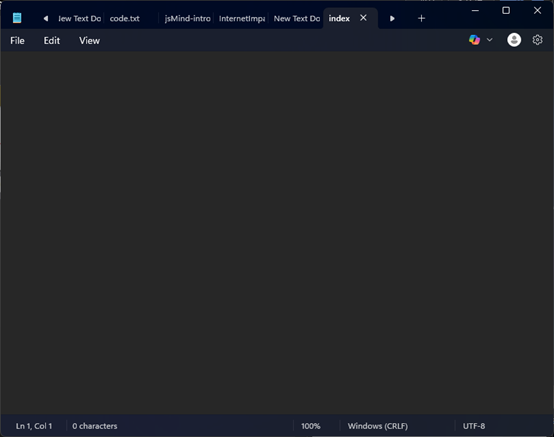 Jew Text Do code.txt jsMind-intro InternetImpa New Text Do index
File Edit View
Ln 1, Col 1 0 characters 100% Windows (CRLF) UTF-8